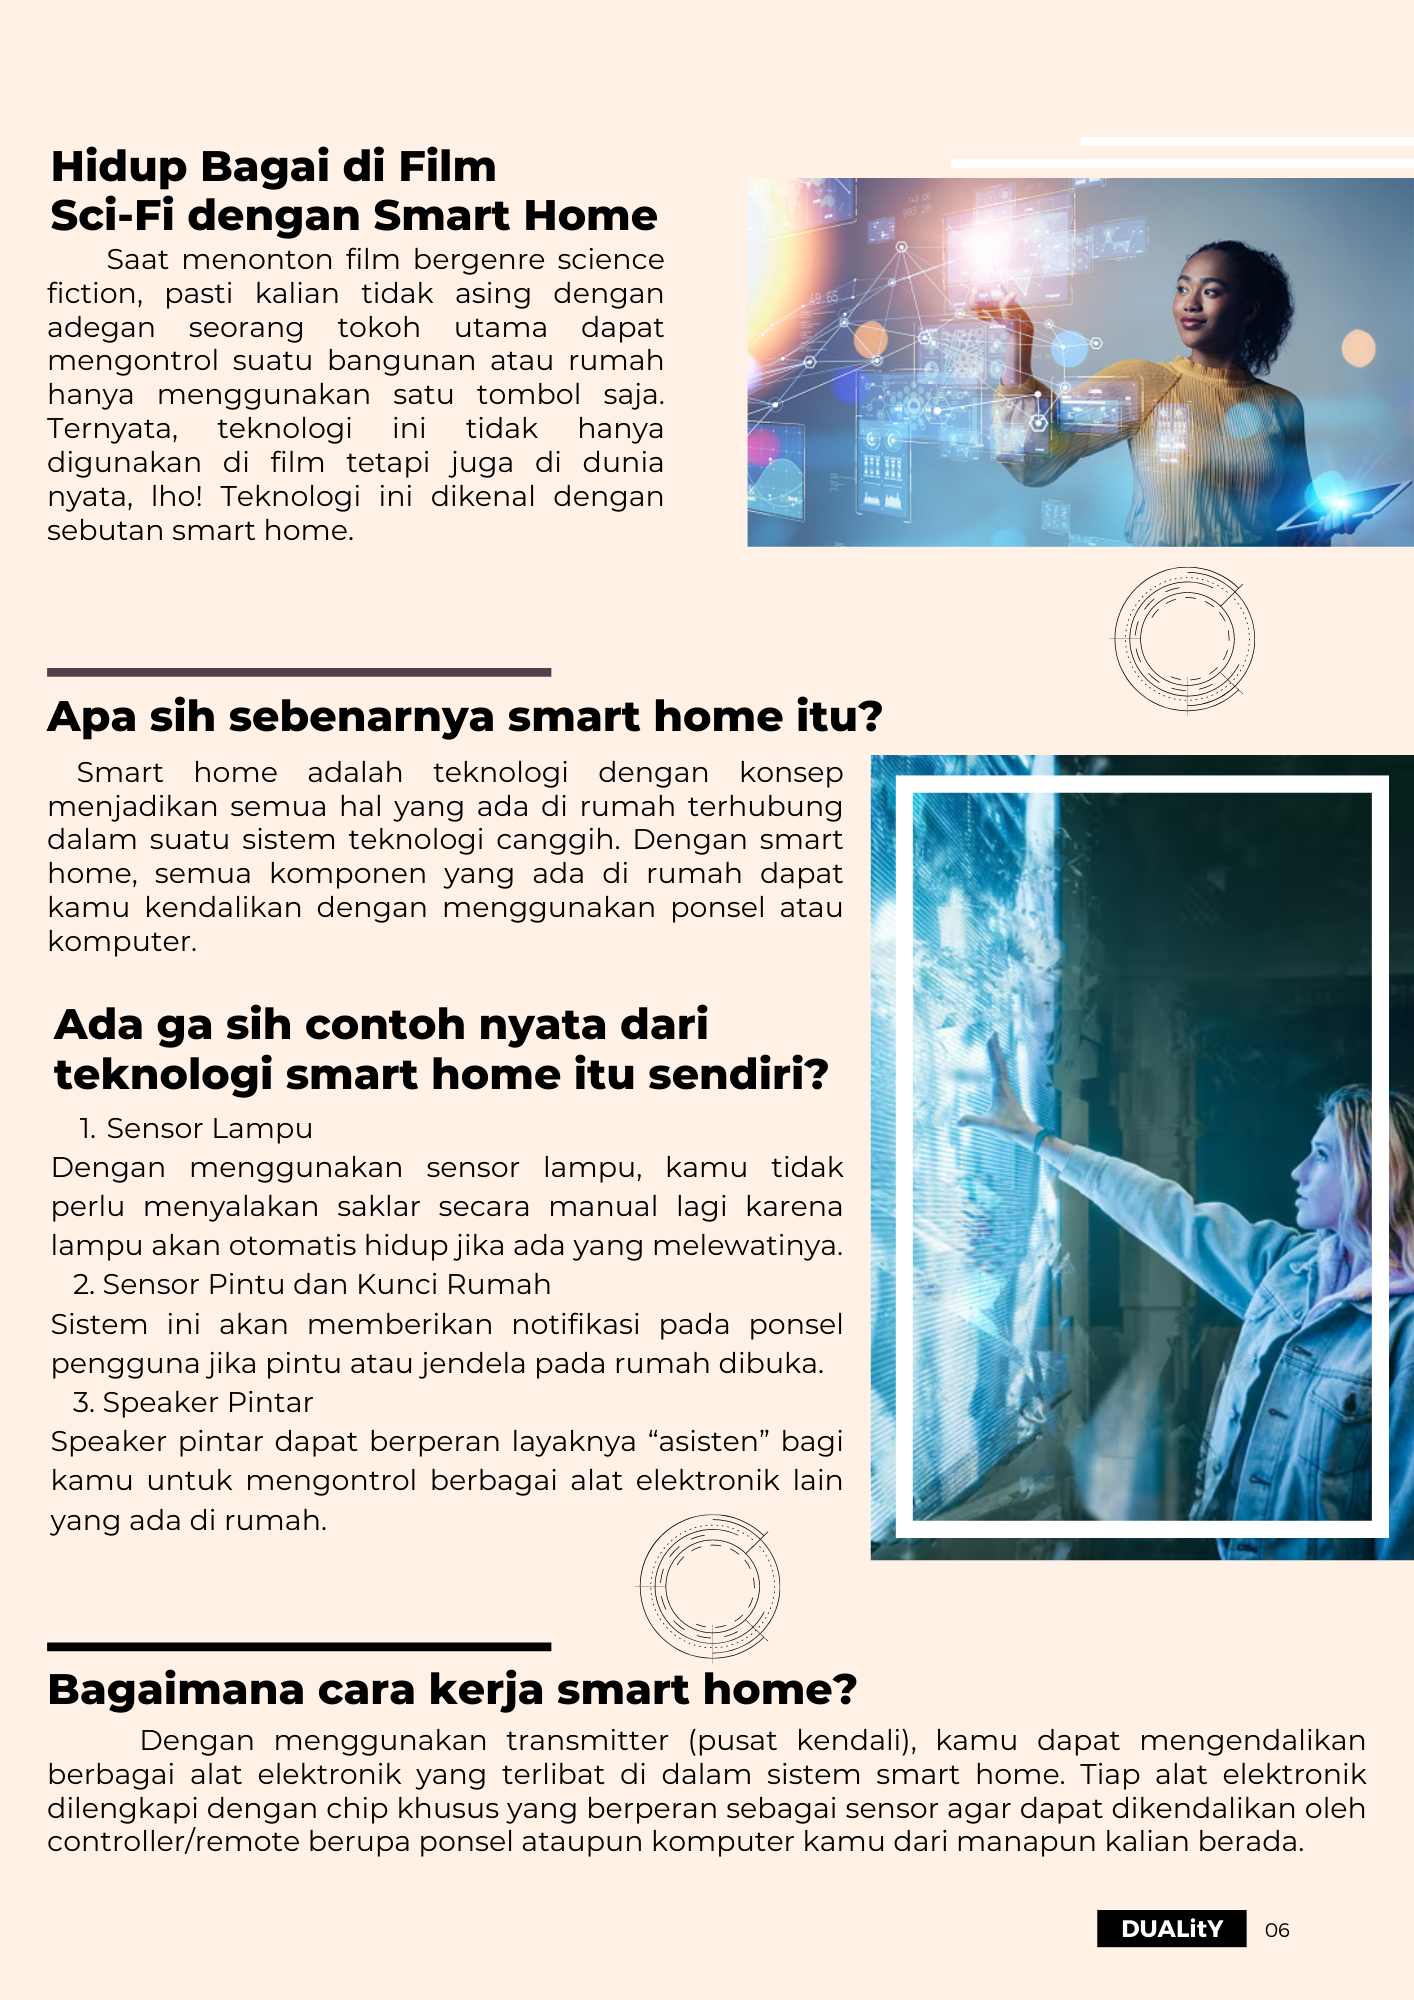 Hidup Bagai di Film
Sci-Fi dengan Smart Home
Saat menonton film bergenre science
fiction, pasti kalian tidak asing dengan
adegan seorang tokoh utama dapat
mengontrol suatu bangunan atau rumah
hanya menggunakan satu tombol saja.
Ternyata, teknologi ini tidak hanya
digunakan di film tetapi juga di dunia
nyata, lho! Teknologi ini dikenal dengan
sebutan smart home.
Apa sih sebenarnya smart home itu?
Smart home adalah teknologi dengan konsep
menjadikan semua hal yang ada di rumah terhubung
dalam suatu sistem teknologi canggih. Dengan smart
home, semua komponen yang ada di rumah dapat
kamu kendalikan dengan menggunakan ponsel atau
komputer.
Ada ga sih contoh nyata dari
teknologi smart home itu sendiri?
1. Sensor Lampu
Dengan menggunakan sensor lampu, kamu tidak
perlu menyalakan saklar secara manual lagi karena
lampu akan otomatis hidup jika ada yang melewatinya.
2. Sensor Pintu dan Kunci Rumah
Sistem ini akan memberikan notifikasi pada ponsel
pengguna jika pintu atau jendela pada rumah dibuka.
3. Speaker Pintar
Speaker pintar dapat berperan layaknya “asisten” bagi
kamu untuk mengontrol berbagai alat elektronik lain
yang ada di rumah.
Bagaimana cara kerja smart home?
Dengan menggunakan transmitter (pusat kendali), kamu dapat mengendalikan
berbagai alat elektronik yang terlibat di dalam sistem smart home. Tiap alat elektronik
dilengkapi dengan chip khusus yang berperan sebagai sensor agar dapat dikendalikan oleh
controller/remote berupa ponsel ataupun komputer kamu dari manapun kalian berada.
DUALitY 06